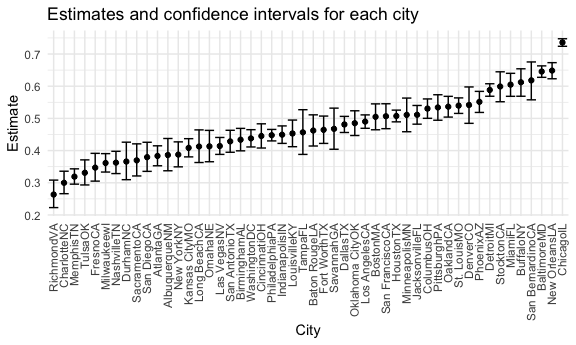 Estimates and confidence intervals for each city
Estimate
0.7
0.6
0.5
0.4
0.3
0.2
RichmondVA
CharlotteNC
MemphisTN
TulsaOK
FresnoCA
MilwaukeewI
NashvilleTN
DurhamNC
SacramentoCA
San DiegoCA
AtlantaGA
AlbuquerqueNM
New YorkNY
Kansas CityMO
Long BeachCA
OmahaNE
Las VegasNV
San AntonioTX
BirminghamAL
WashingtonDC
CincinnatiOH
PhiladelphiaPA
IndianapolisIN
LouisvilleKY
TampaFL
Baton RougeLA
Fort WorthTX
SavannahGA
DallasTX
Oklahoma CityOK
Los AngelesCA
BostonMA
San FranciscoCA
HoustonTX
MinneapolisMN
JacksonvilleFL
ColumbusOH
PittsburghPA
OaklandCA
St. LouisMO
DenverCO
PhoenixAZ
DetroitMI
StocktonCA
MiamiFL
BuffaloNY
San BernardinoCA
BaltimoreMD
New OrleansLA
ChicagoIL
City